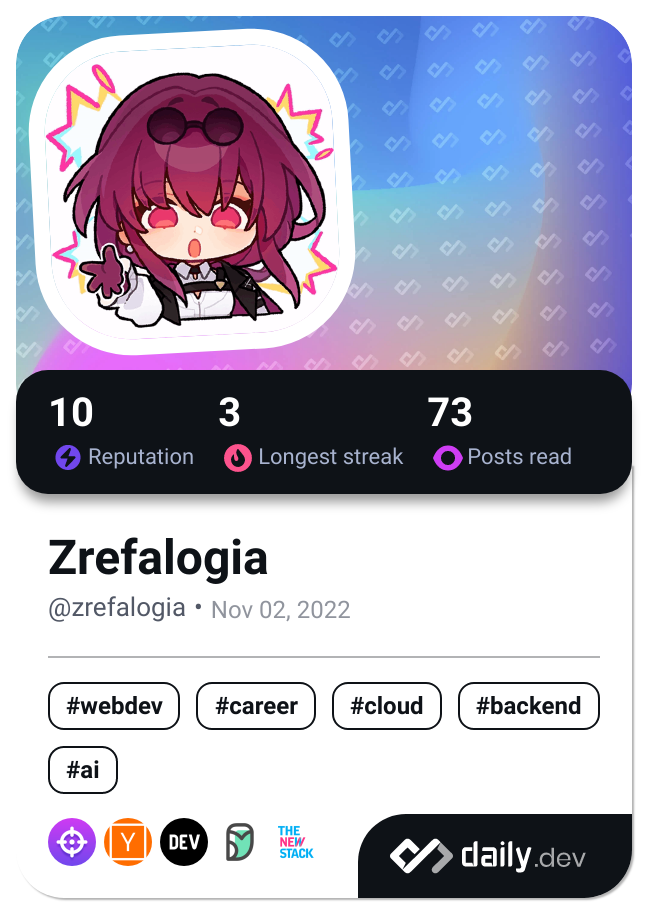 10 3 73
Reputation Longest streak Posts read
Zrefalogia
@zrefalogia • Nov 02, 2022
#webdev #career #cloud #backend
#ai
Y DEV THE NEW STACK
daily.dev